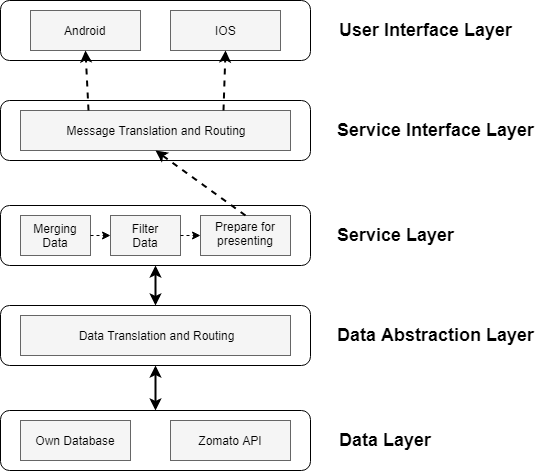 Android
IOS
User Interface Layer
Message Translation and Routing
Service Interface Layer
Merging
Data
Filter
Data
Prepare for
presenting
Service Layer
Data Translation and Routing
Data Abstraction Layer
Own Database
Zomato API
Data Layer